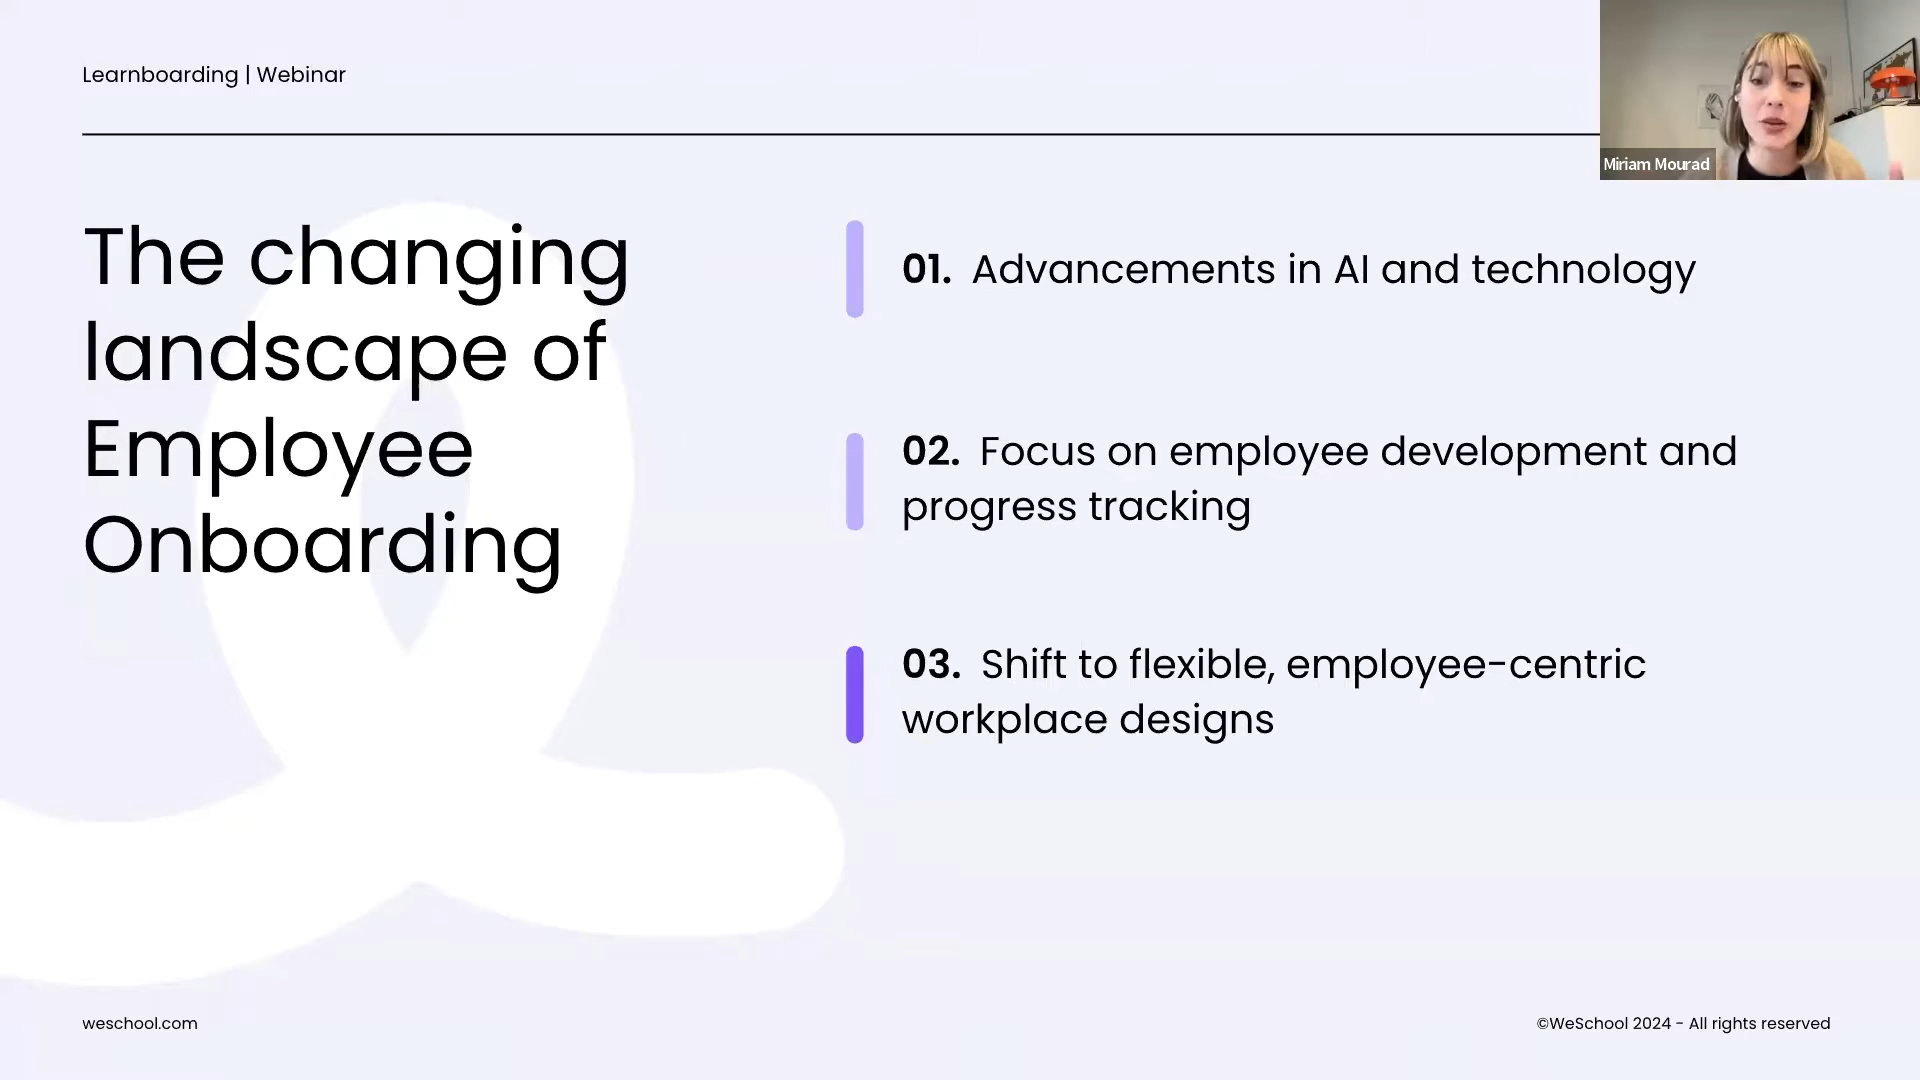 Learnboarding | Webinar
Miriam Mourad
The changing
landscape of
Employee
Onboarding
01. Advancements in AI and technology
02. Focus on employee development and
progress tracking
03. Shift to flexible, employee-centric
workplace designs
weschool.com
©WeSchool 2024 - All rights reserved